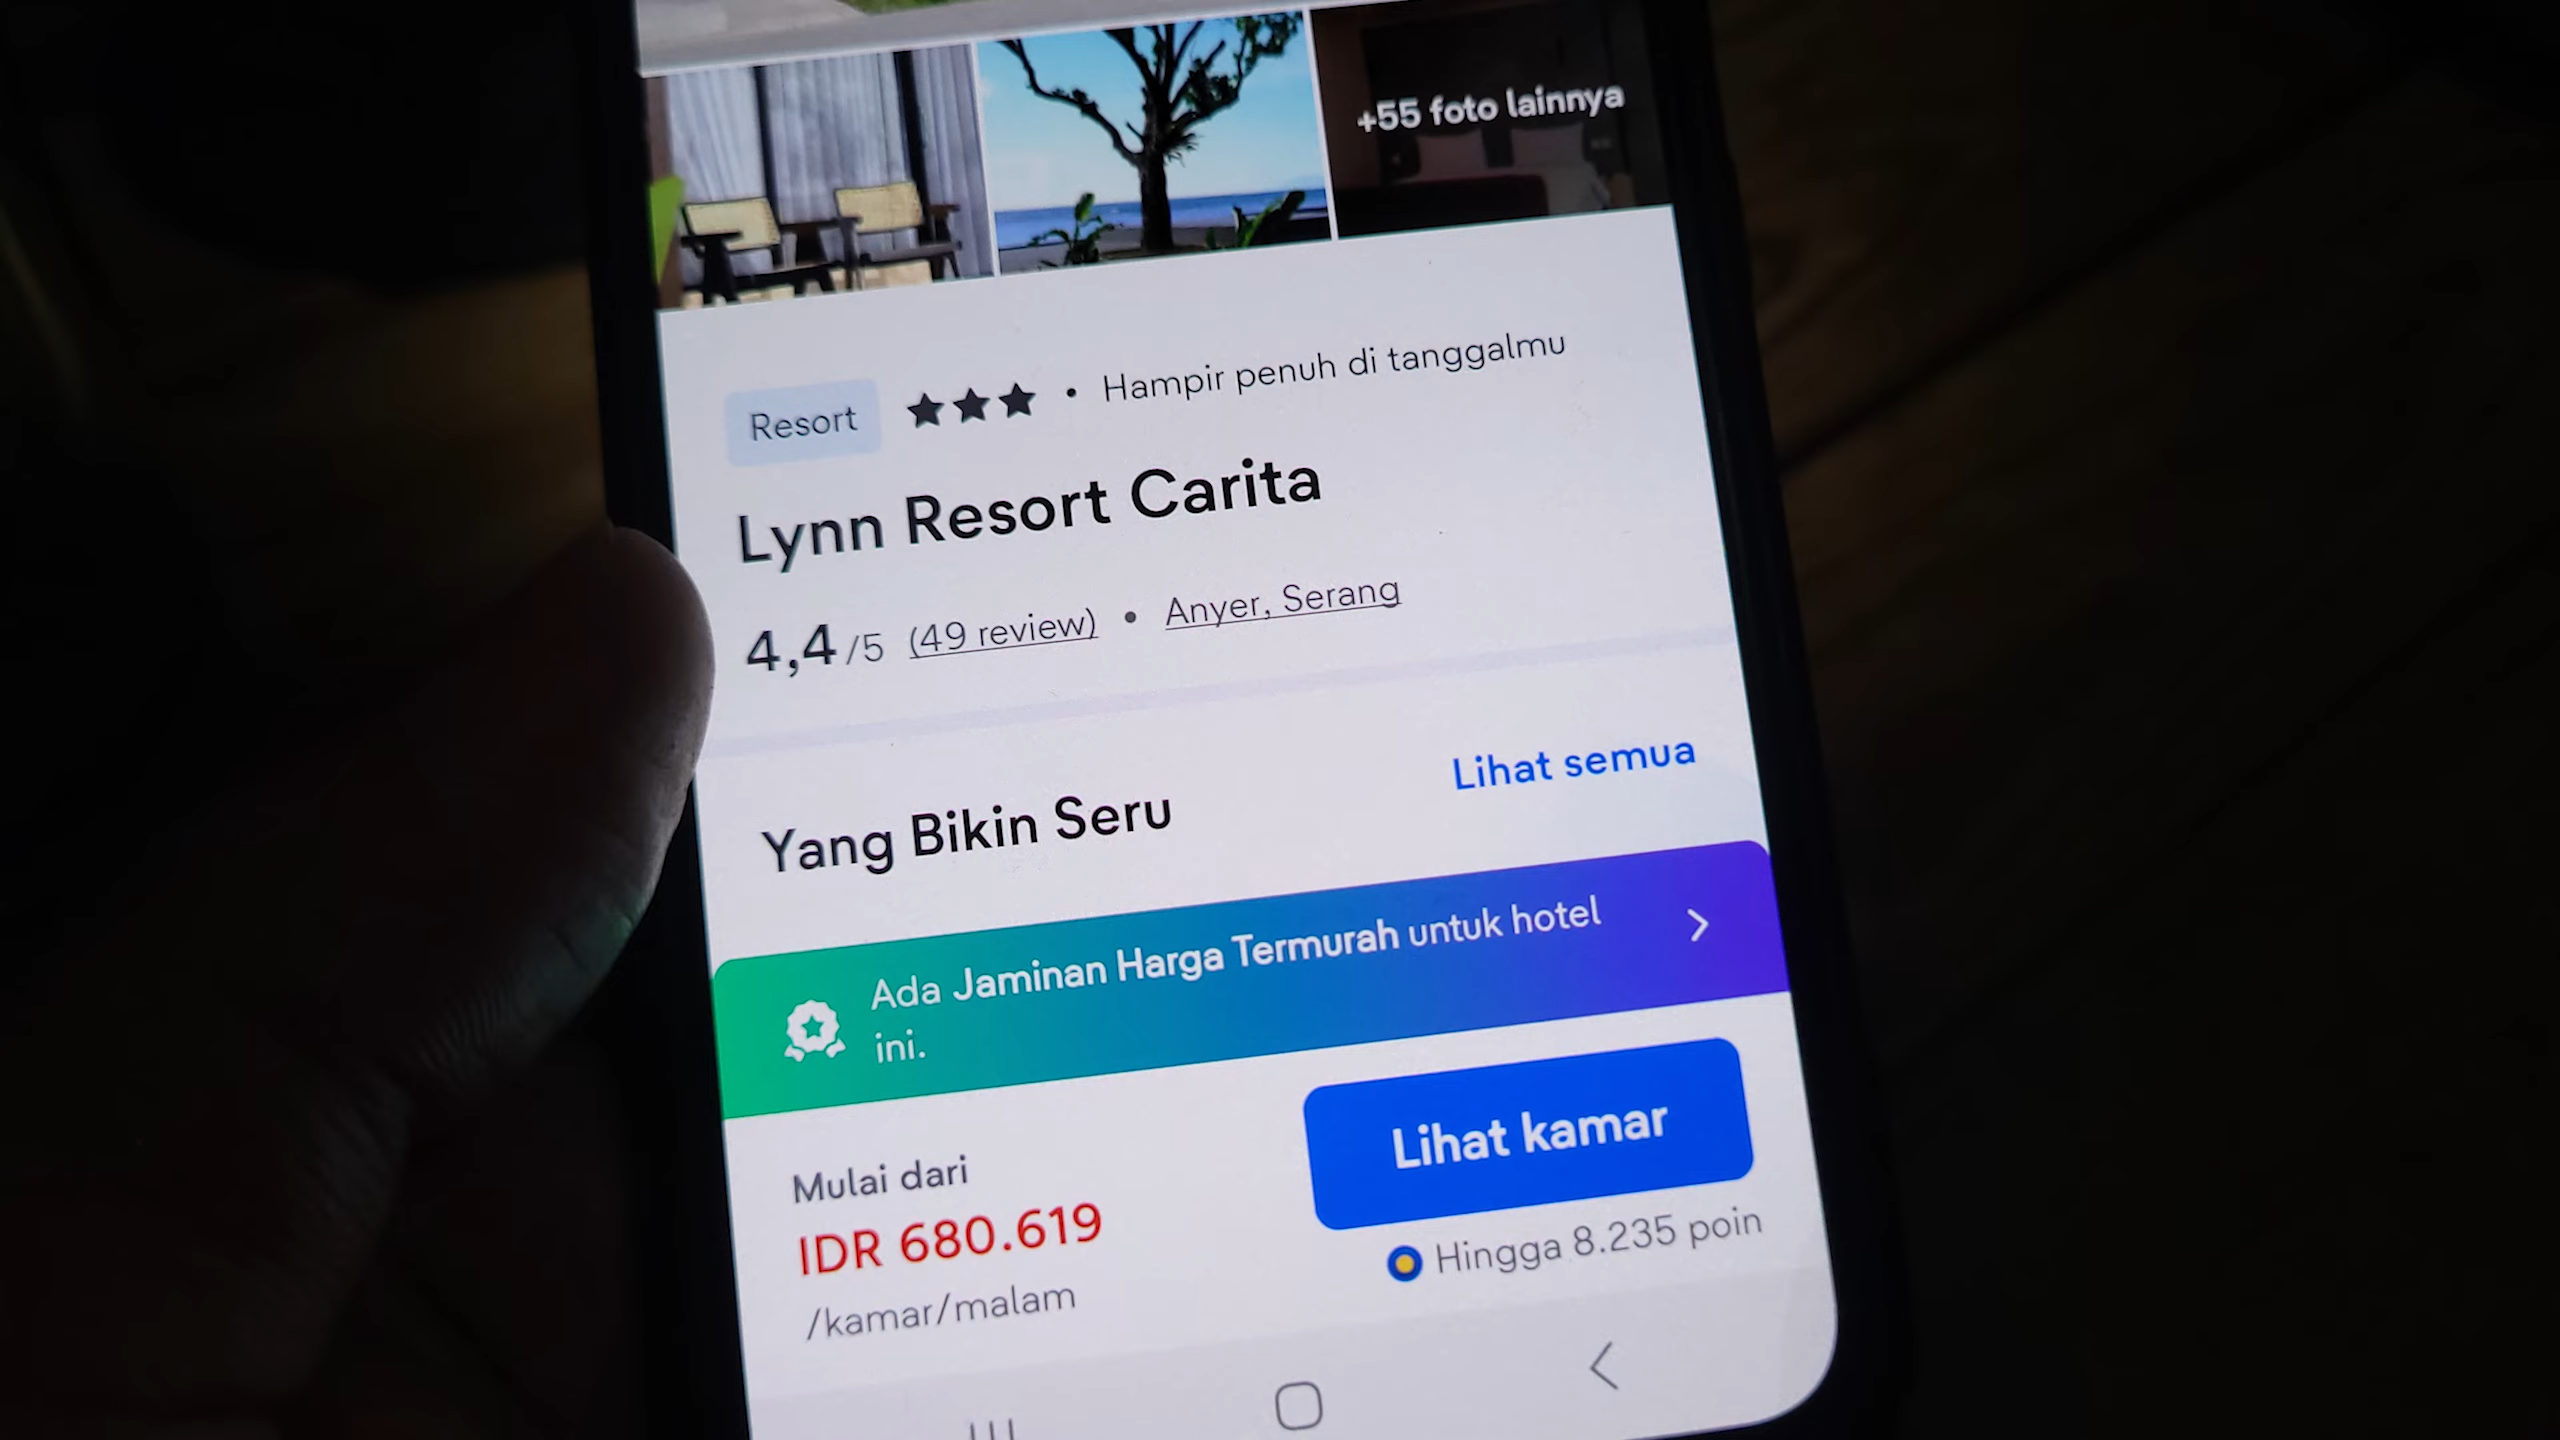 +55 foto lainnya
Resort • Hampir penuh di tanggalmu
Lynn Resort Carita
4,4/5 (49 review) • Anyer, Serang
Yang Bikin Seru Lihat semua
Ada Jaminan Harga Termurah untuk hotel
ini.
Mulai dari
IDR 680.619
/kamar/malam
Lihat kamar
Hingga 8.235 poin